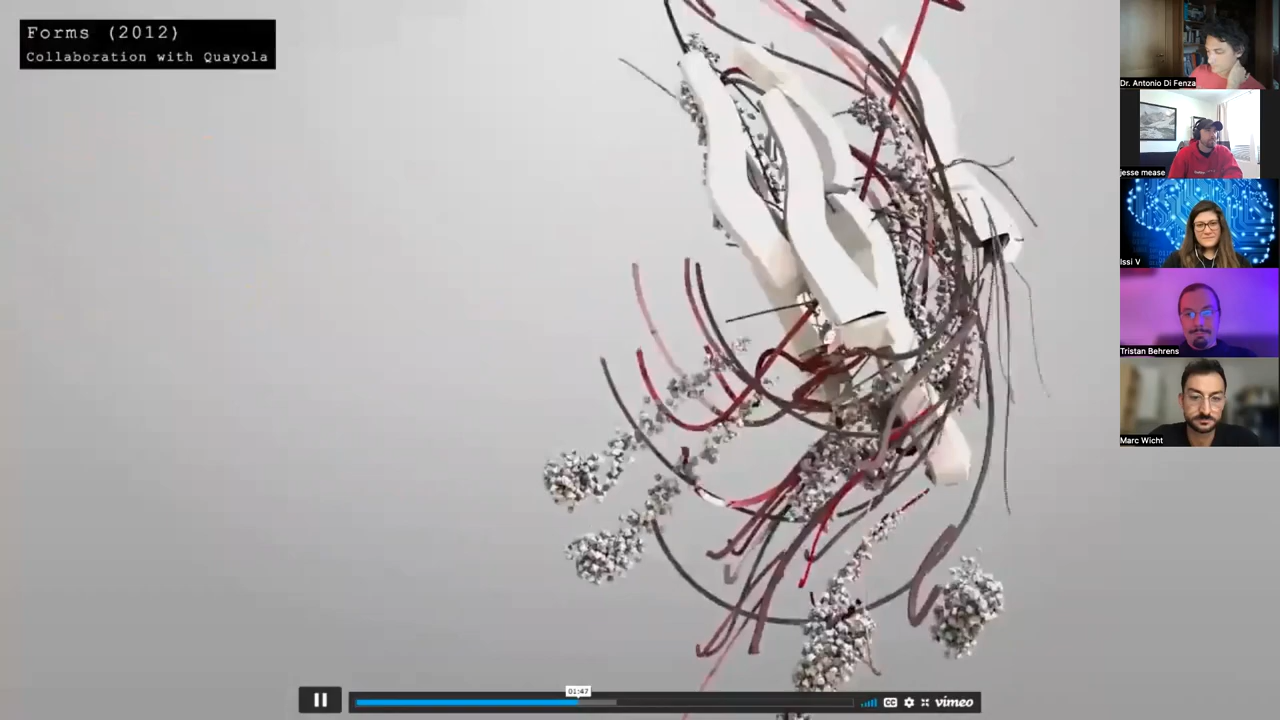 Forms (2012)
Collaboration with Quayola
Dr. Antonio Di Fenza
jesse mease
Issi V
Tristan Behrens
Marc Wicht
01:47
CC
vimeo